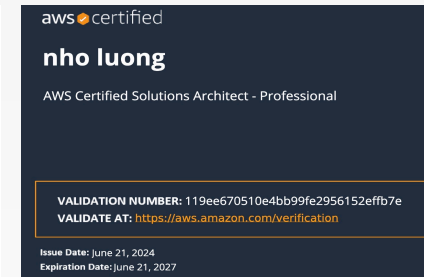 aws certified
nho luong
AWS Certified Solutions Architect - Professional
VALIDATION NUMBER: 119ee670510e4bb99fe2956152effb7e
VALIDATE AT: https://aws.amazon.com/verification
Issue Date: June 21, 2024
Expiration Date: June 21, 2027